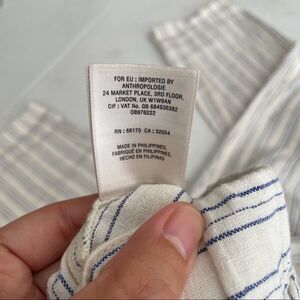 FOR EU : IMPORTED BY
ANTHROPOLOGIE
24 MARKET PLACE, 3RD FLOOR,
LONDON, UK W1W8AN
CIF : VAT No. GB 684936382
OB976222
RN : 66170 CA : 32054
MADE IN PHILIPPINES
FABRIQUÉ EN PHILIPPINES
HECHO EN FILIPINAS